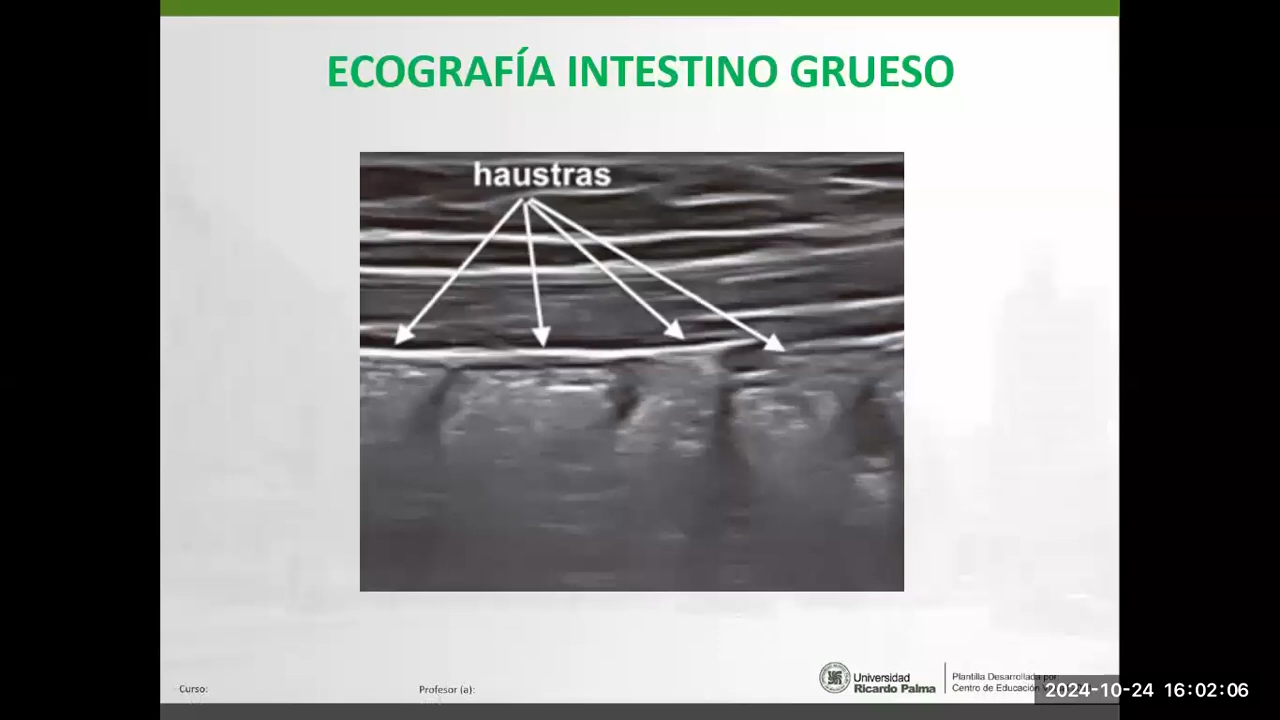 ECOGRAFÍA INTESTINO GRUESO
haustras
Curso:
Profesor (a):
Universidad
Ricardo Palma
Plantilla Desarrollada por
Centro de Educación
2024-10-24 16:02:06